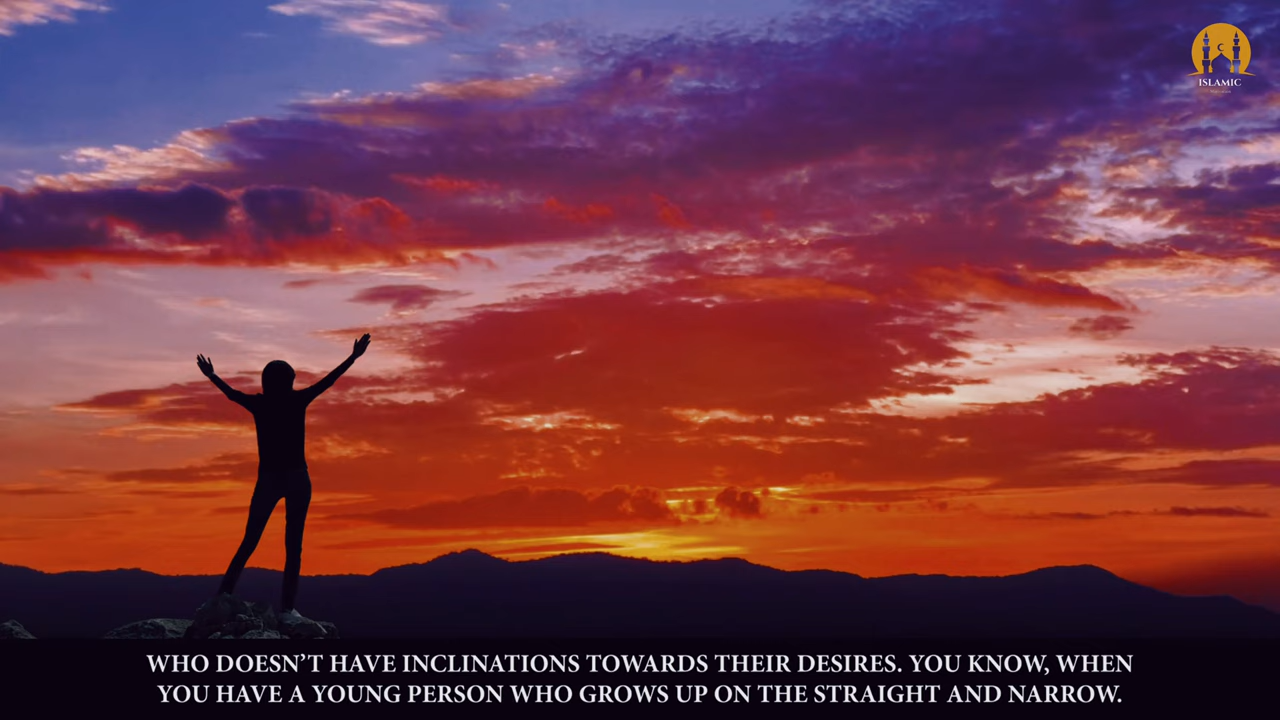 ISLAMIC
WHO DOESN’T HAVE INCLINATIONS TOWARDS THEIR DESIRES. YOU KNOW, WHEN
YOU HAVE A YOUNG PERSON WHO GROWS UP ON THE STRAIGHT AND NARROW.